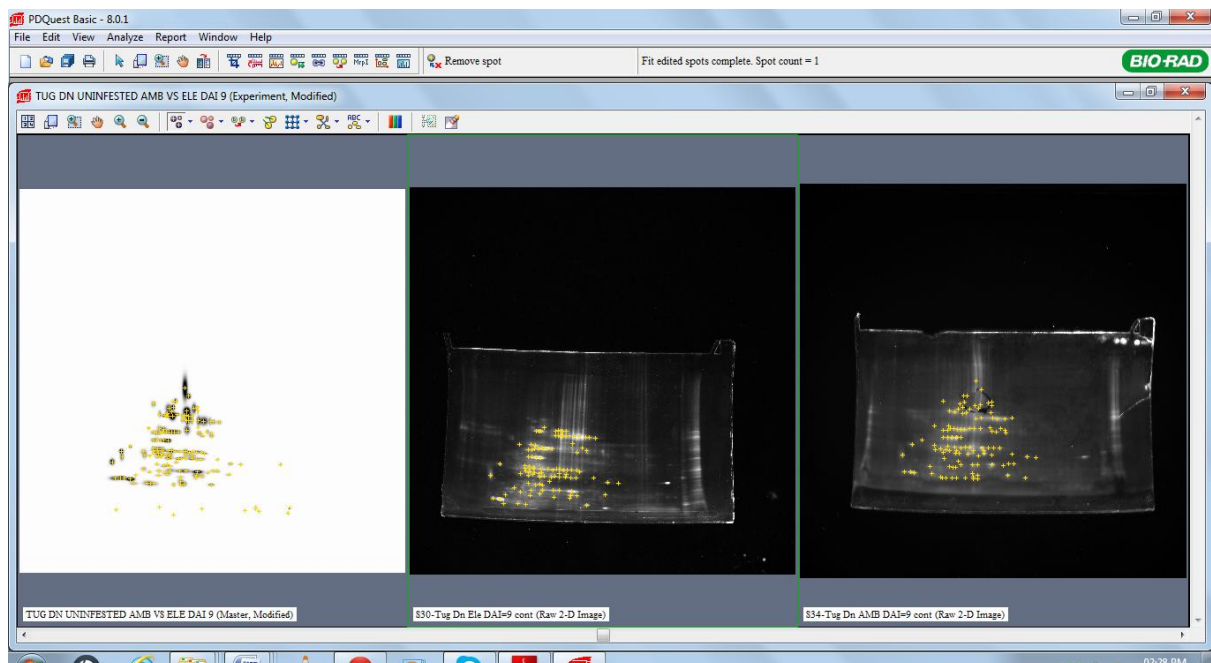 PDQuest Basic - 8.0.1
File Edit View Analyze Report Window Help
Remove spot
Fit edited spots complete. Spot count = 1
BIO-RAD
TUG DN UNINFESTED AMB VS ELE DAI 9 (Experiment, Modified)
TUG DN UNINFESTED AMB VS ELE DAI 9 (Master, Modified)
S30-Tug Dn Ele DAI=9 cont (Raw 2-D Image)
S34-Tug Dn AMB DAI=9 cont (Raw 2-D Image)
02:28 PM